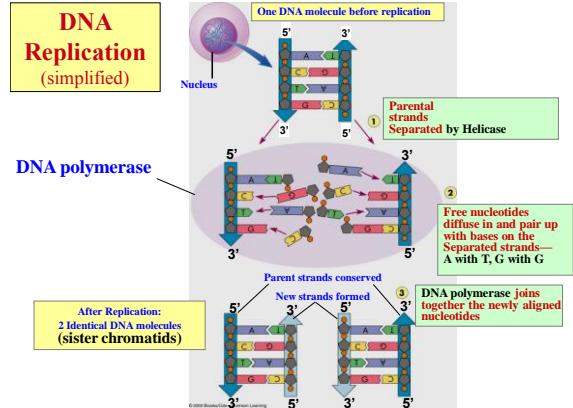 DNA
Replication
(simplified)
One DNA molecule before replication
Nucleus
5'
3'
A
T
C
G
T
A
G
C
3'
5'
1
Parental
strands
Separated by Helicase
DNA polymerase
5'
3'
A
T
A
T
C
G
C
G
T
A
T
A
G
C
G
3'
5'
2
Free nucleotides
diffuse in and pair up
with bases on the
Separated strands—
A with T, G with G
Parent strands conserved
New strands formed
3
DNA polymerase joins
together the newly aligned
nucleotides
After Replication:
2 Identical DNA molecules
(sister chromatids)
5'
3'
5'
3'
A
T
A
T
C
G
C
G
T
A
T
A
G
C
G
C
3'
5'
3'
5'